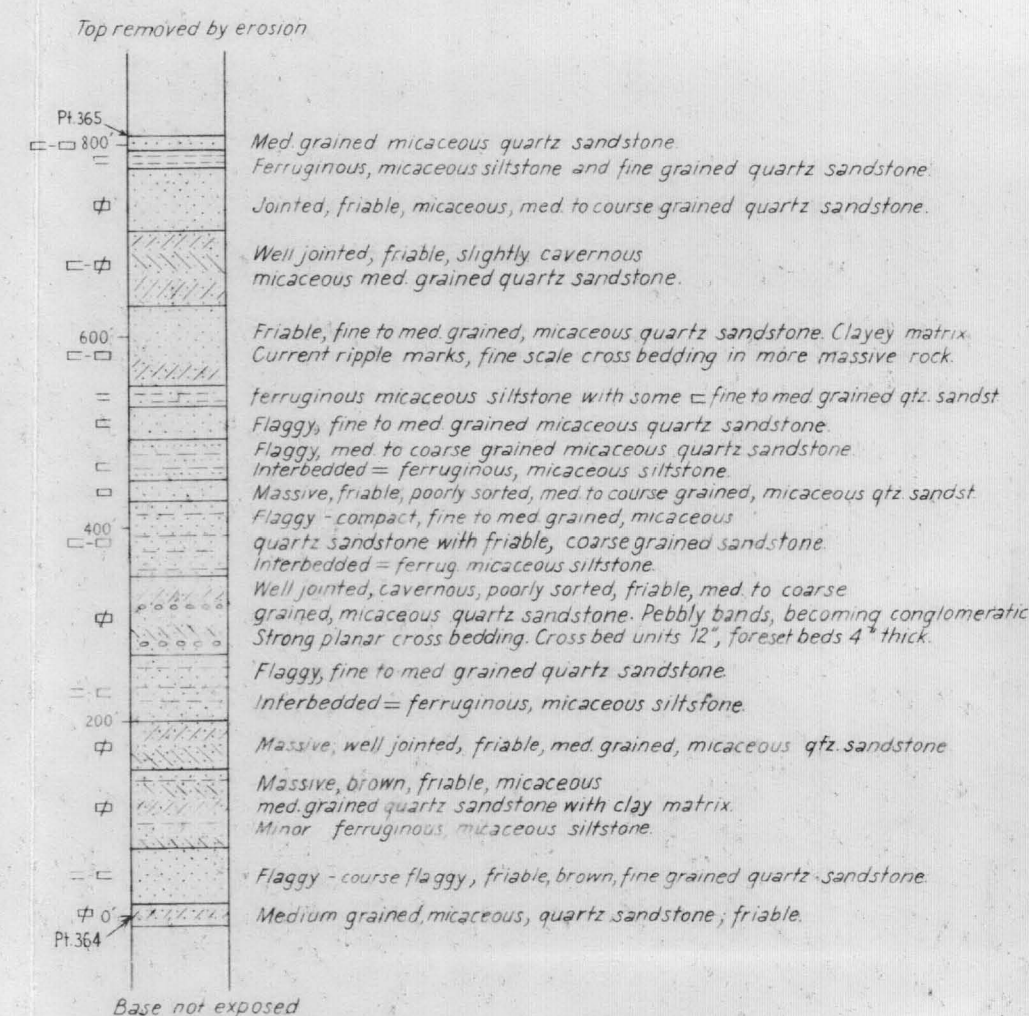 Top removed by erosion
Pt.365
800'
Med. grained micaceous quartz sandstone.
Ferruginous, micaceous siltstone and fine grained quartz sandstone.
Jointed, friable, micaceous, med. to course grained quartz sandstone.
Well jointed, friable, slightly cavernous
micaceous med. grained quartz sandstone.
600'
Friable, fine to med. grained, micaceous quartz sandstone. Clayey matrix.
Current ripple marks, fine scale cross bedding in more massive rock.
ferruginous micaceous siltstone with some ⊏ fine to med. grained qtz. sandst.
Flaggy, fine to med. grained micaceous quartz sandstone.
Flaggy, med. to coarse grained micaceous quartz sandstone.
Interbedded = ferruginous, micaceous siltstone.
Massive, friable, poorly sorted, med. to course grained, micaceous qtz. sandst.
400'
Flaggy - compact, fine to med. grained, micaceous
quartz sandstone with friable, coarse grained sandstone.
Interbedded = ferrug. micaceous siltstone.
Well jointed, cavernous, poorly sorted, friable, med. to coarse
grained, micaceous quartz sandstone. Pebbly bands, becoming conglomeratic
Strong planar cross bedding. Cross bed units 12", foreset beds 4" thick.
Flaggy, fine to med grained quartz sandstone.
Interbedded = ferruginous, micaceous siltstone.
200'
Massive, well jointed, friable, med. grained, micaceous qtz. sandstone
Massive, brown, friable, micaceous
med. grained quartz sandstone with clay matrix.
Minor ferruginous, micaceous siltstone.
Flaggy - course flaggy, friable, brown, fine grained quartz sandstone.
0'
Medium grained, micaceous, quartz sandstone; friable.
Pt.364
Base not exposed